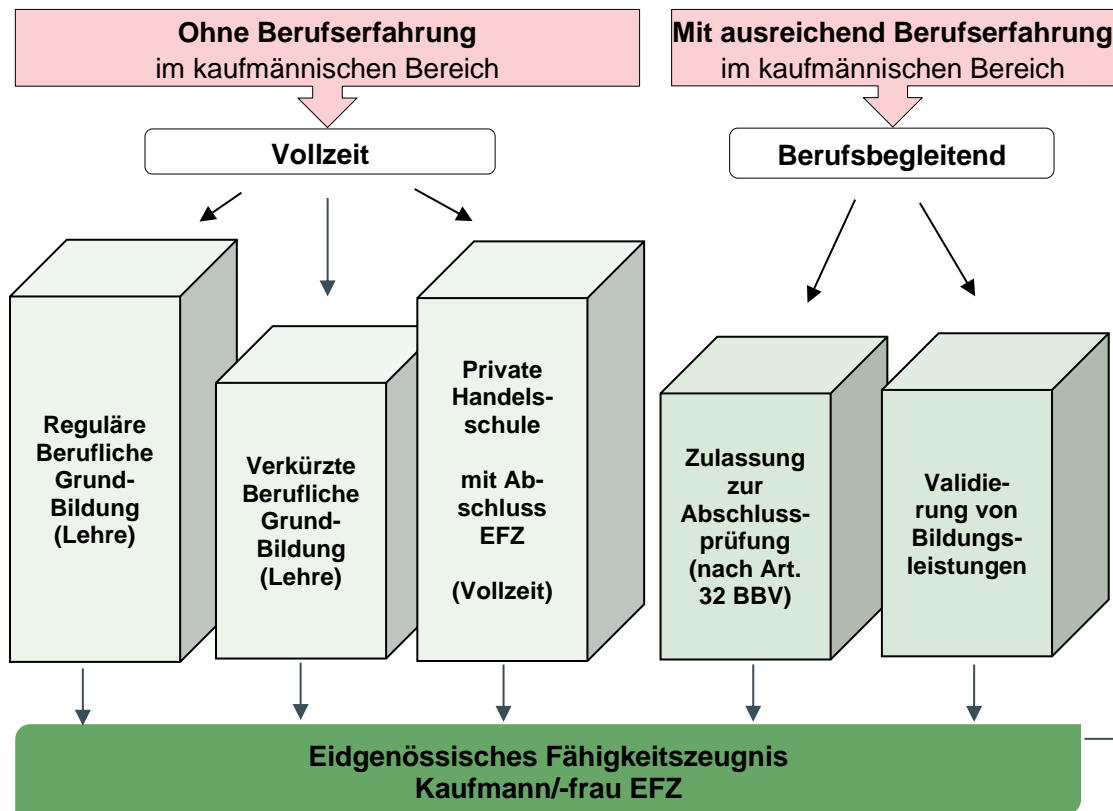 Ohne Berufserfahrung
im kaufmännischen Bereich
Mit ausreichend Berufserfahrung
im kaufmännischen Bereich
Vollzeit
Berufsbegleitend
Reguläre
Berufliche
Grund-
Bildung
(Lehre)
Verkürzte
Berufliche
Grund-
Bildung
(Lehre)
Private
Handels-
schule
mit Ab-
schluss
EFZ
(Vollzeit)
Zulassung
zur
Abschluss-
prüfung
(nach Art.
32 BBV)
Validie-
rung von
Bildungs-
leistungen
Eidgenössisches Fähigkeitszeugnis
Kaufmann/-frau EFZ